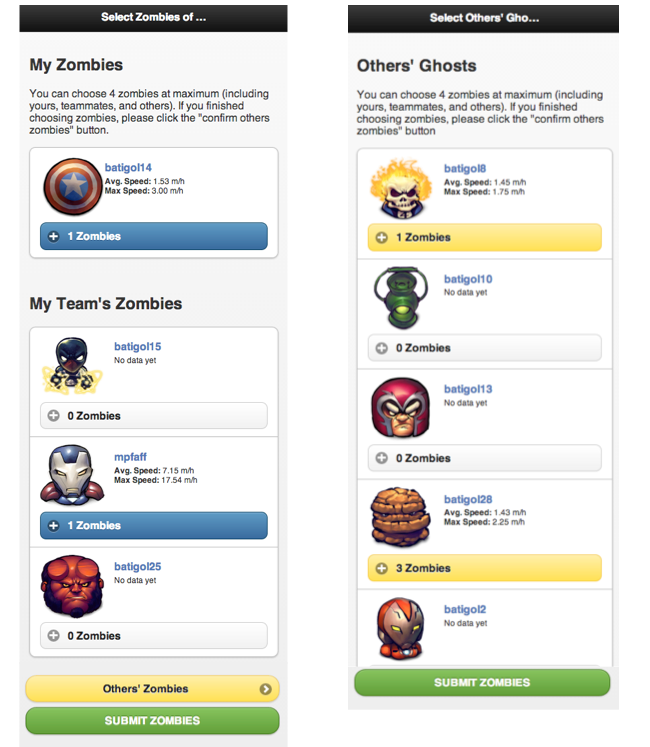 Select Zombies of ...
My Zombies
You can choose 4 zombies at maximum (including
yours, teammates, and others). If you finished
choosing zombies, please click the "confirm others
zombies" button.
batigol14
Avg. Speed: 1.53 m/h
Max Speed: 3.00 m/h
1 Zombies
My Team's Zombies
batigol15
No data yet
0 Zombies
mpfaff
Avg. Speed: 7.15 m/h
Max Speed: 17.54 m/h
1 Zombies
batigol25
No data yet
0 Zombies
Others' Zombies
SUBMIT ZOMBIES
Select Others' Gho...
Others' Ghosts
You can choose 4 zombies at maximum (including
yours, teammates, and others). If you finished
choosing zombies, please click the "confirm others
zombies" button
batigol8
Avg. Speed: 1.45 m/h
Max Speed: 1.75 m/h
1 Zombies
batigol10
No data yet
0 Zombies
batigol13
No data yet
0 Zombies
batigol28
Avg. Speed: 1.43 m/h
Max Speed: 2.25 m/h
3 Zombies
batigol2
No data yet
SUBMIT ZOMBIES